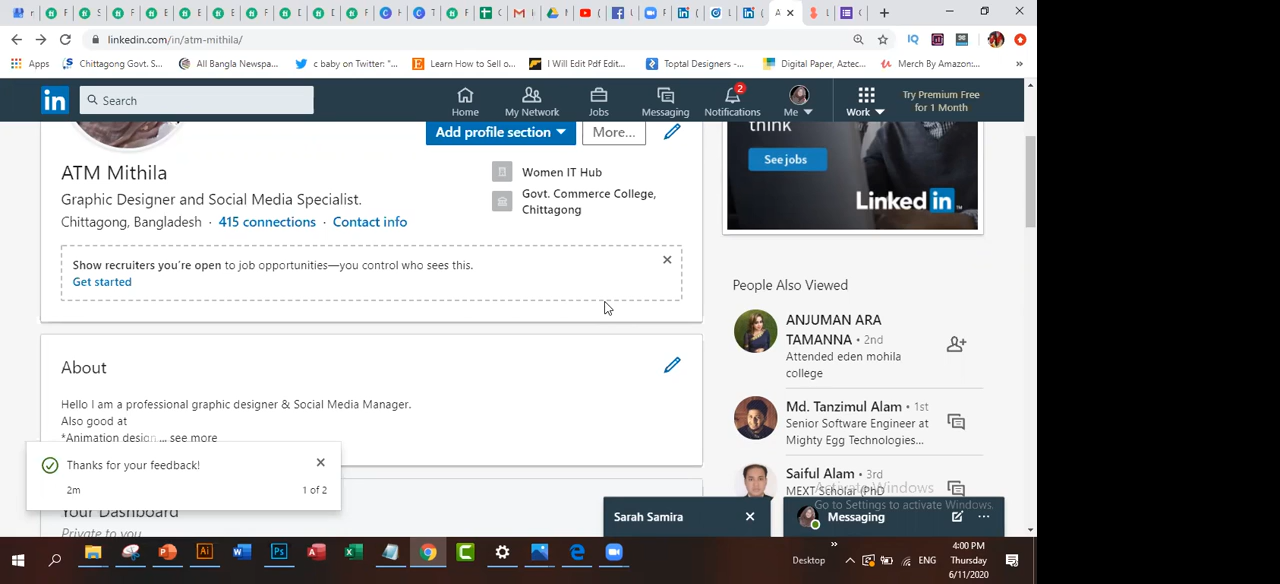 linkedin.com/in/atm-mithila/
Apps
Chittagong Govt. S...
All Bangla Newspa...
c baby on Twitter: "...
Learn How to Sell o...
I Will Edit Pdf Edit...
Toptal Designers -...
Digital Paper, Aztec...
Merch By Amazon:...
»
in
Search
Home
My Network
Jobs
Messaging
2
Notifications
Me
Work
Try Premium Free
for 1 Month
Add profile section
More...
think
See jobs
LinkedIn
ATM Mithila
Graphic Designer and Social Media Specialist.
Chittagong, Bangladesh · 415 connections · Contact info
Women IT Hub
Govt. Commerce College,
Chittagong
Show recruiters you're open to job opportunities—you control who sees this.
Get started
About
Hello I am a professional graphic designer & Social Media Manager.
Also good at
*Animation design ... see more
Thanks for your feedback!
2m
1 of 2
Your Dashboard
Private to you
People Also Viewed
ANJUMAN ARA
TAMANNA • 2nd
Attended eden mohila
college
Md. Tanzimul Alam • 1st
Senior Software Engineer at
Mighty Egg Technologies...
Saiful Alam • 3rd
MEXT Scholar (PhD
Activate Windows
Go to Settings to activate Windows.
Sarah Samira
Messaging
Desktop
ENG
4:00 PM
Thursday
6/11/2020